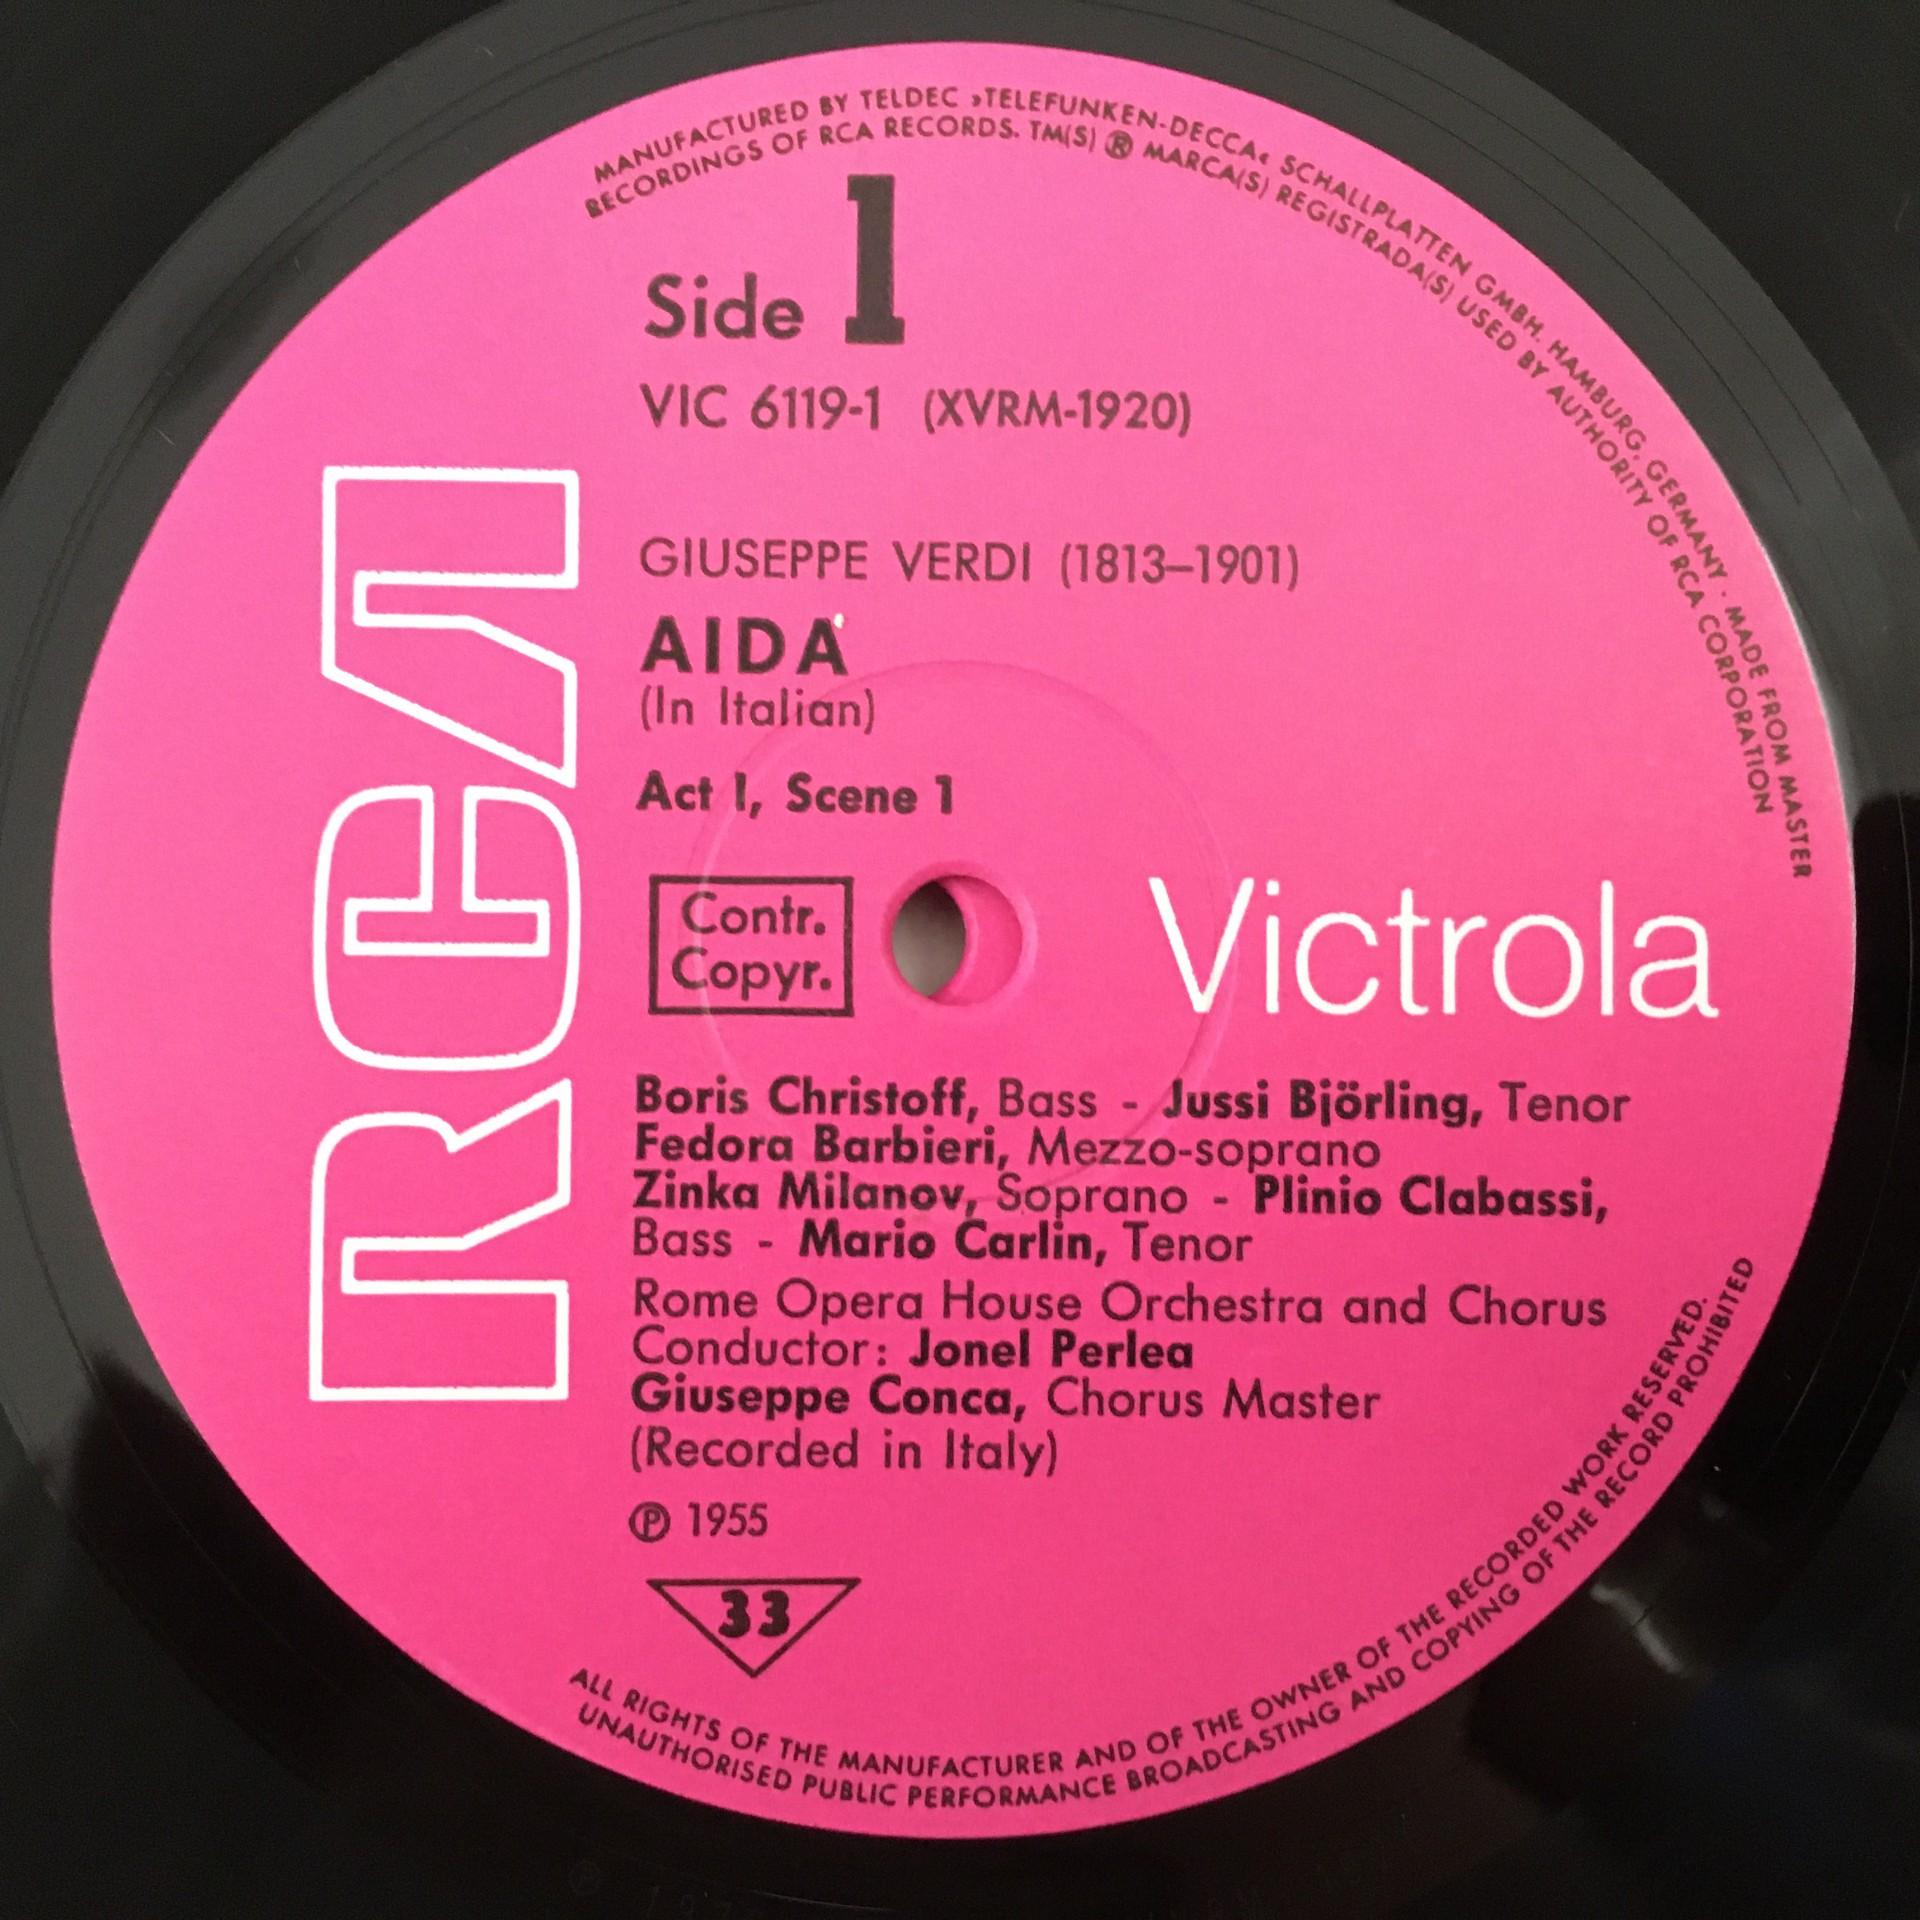 MANUFACTURED BY TELDEC »TELEFUNKEN-DECCA« SCHALLPLATTEN GMBH. HAMBURG, GERMANY · MADE FROM MASTER
RECORDINGS OF RCA RECORDS. TM(S) ® MARCA(S) REGISTRADA(S) USED BY AUTHORITY OF RCA CORPORATION
Side 1
VIC 6119-1 (XVRM-1920)
GIUSEPPE VERDI (1813–1901)
AIDA
(In Italian)
Act I, Scene 1
RCA
Contr.
Copyr.
Victrola
Boris Christoff, Bass - Jussi Björling, Tenor
Fedora Barbieri, Mezzo-soprano
Zinka Milanov, Soprano - Plinio Clabassi,
Bass - Mario Carlin, Tenor
Rome Opera House Orchestra and Chorus
Conductor: Jonel Perlea
Giuseppe Conca, Chorus Master
(Recorded in Italy)
℗ 1955
33
ALL RIGHTS OF THE MANUFACTURER AND OF THE OWNER OF THE RECORDED WORK RESERVED.
UNAUTHORISED PUBLIC PERFORMANCE BROADCASTING AND COPYING OF THE RECORD PROHIBITED